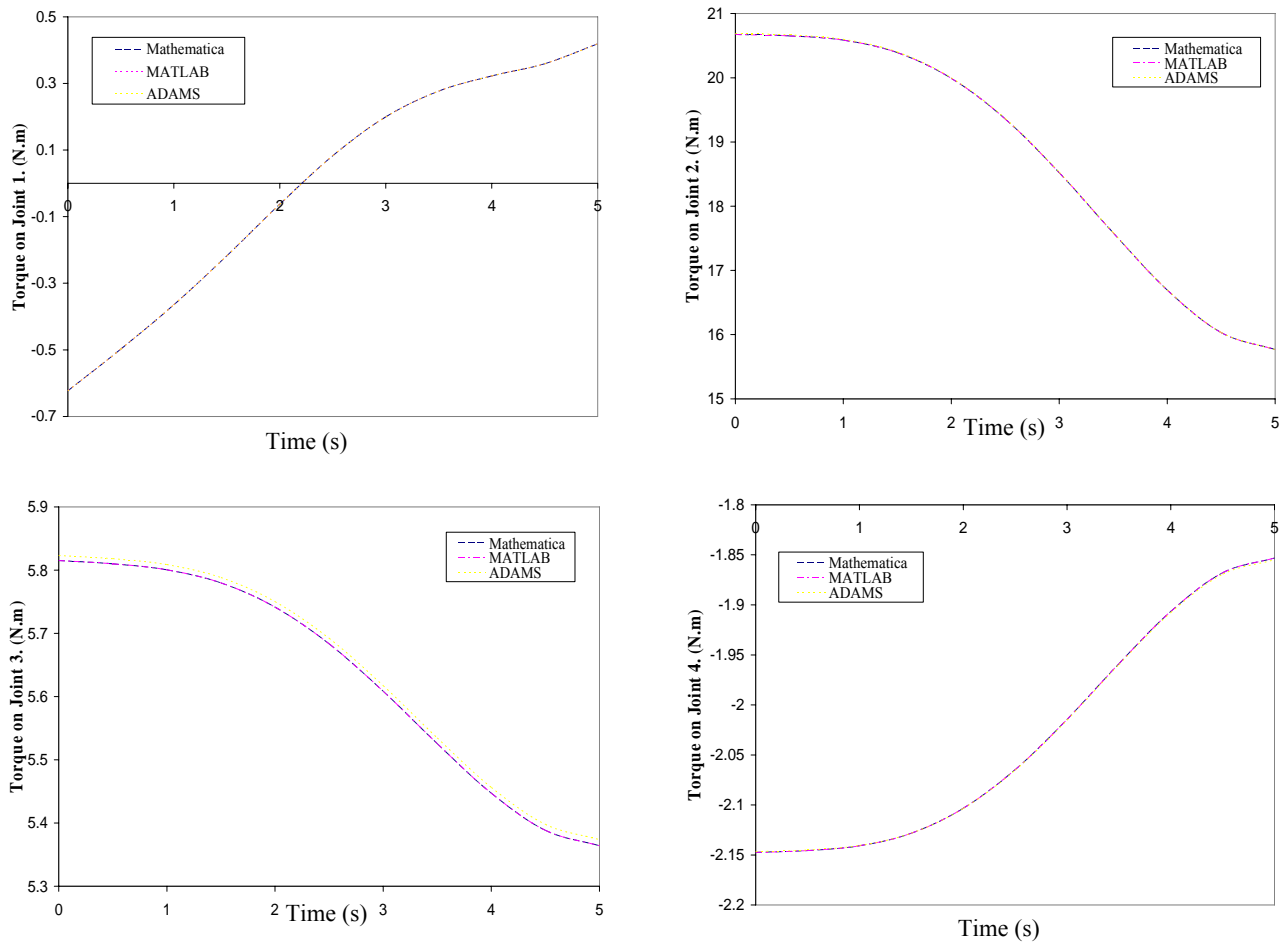 0.5
0.3
0.1
-0.1
-0.3
-0.5
-0.7
0 1 2 3 4 5
Mathematica
MATLAB
ADAMS
Torque on Joint 1. (N.m)
Time (s)
21
20
19
18
17
16
15
0 1 2 3 4 5
Mathematica
MATLAB
ADAMS
Torque on Joint 2. (N.m)
Time (s)
5.9
5.8
5.7
5.6
5.5
5.4
5.3
0 1 2 3 4 5
Mathematica
MATLAB
ADAMS
Torque on Joint 3. (N.m)
Time (s)
-1.8
-1.85
-1.9
-1.95
-2
-2.05
-2.1
-2.15
-2.2
0 1 2 3 4 5
Mathematica
MATLAB
ADAMS
Torque on Joint 4. (N.m)
Time (s)